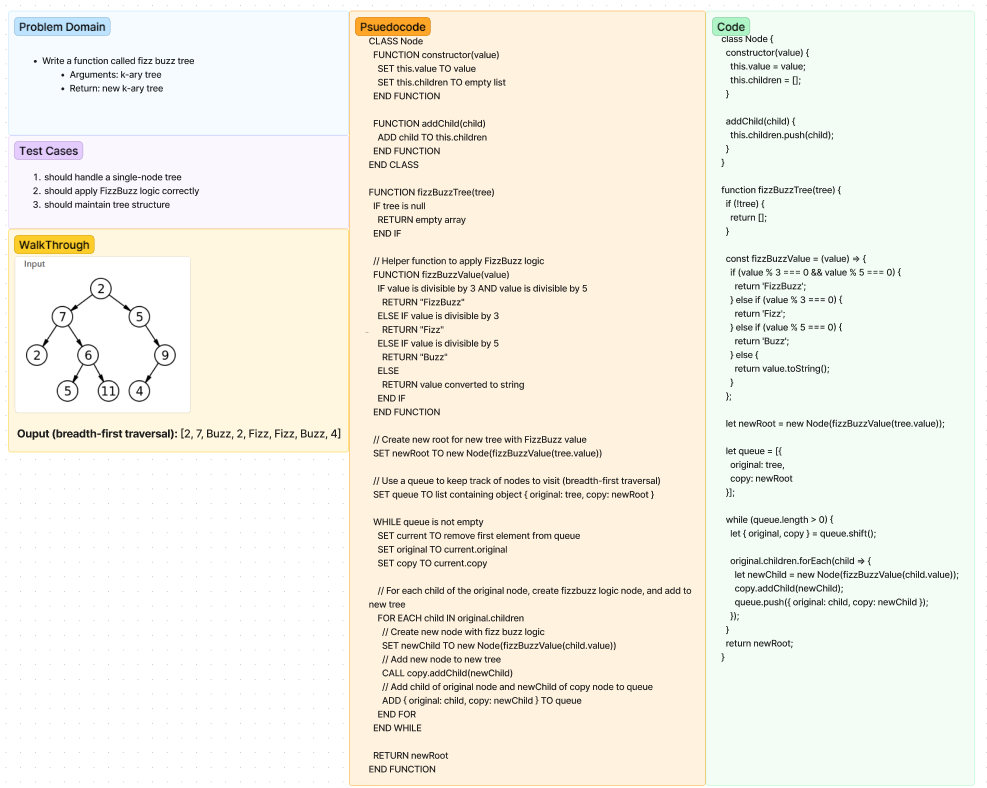 Problem Domain
• Write a function called fizz buzz tree
• Arguments: k-ary tree
• Return: new k-ary tree
Test Cases
1. should handle a single-node tree
2. should apply FizzBuzz logic correctly
3. should maintain tree structure
WalkThrough
Input
2
7 5
2 6 9
5 11 4
Ouput (breadth-first traversal): [2, 7, Buzz, 2, Fizz, Fizz, Buzz, 4]
Psuedocode
CLASS Node
FUNCTION constructor(value)
SET this.value TO value
SET this.children TO empty list
END FUNCTION
FUNCTION addChild(child)
ADD child TO this.children
END FUNCTION
END CLASS
FUNCTION fizzBuzzTree(tree)
IF tree is null
RETURN empty array
END IF
// Helper function to apply FizzBuzz logic
FUNCTION fizzBuzzValue(value)
IF value is divisible by 3 AND value is divisible by 5
RETURN "FizzBuzz"
ELSE IF value is divisible by 3
RETURN "Fizz"
ELSE IF value is divisible by 5
RETURN "Buzz"
ELSE
RETURN value converted to string
END IF
END FUNCTION
// Create new root for new tree with FizzBuzz value
SET newRoot TO new Node(fizzBuzzValue(tree.value))
// Use a queue to keep track of nodes to visit (breadth-first traversal)
SET queue TO list containing object { original: tree, copy: newRoot }
WHILE queue is not empty
SET current TO remove first element from queue
SET original TO current.original
SET copy TO current.copy
// For each child of the original node, create fizzbuzz logic node, and add to
new tree
FOR EACH child IN original.children
// Create new node with fizz buzz logic
SET newChild TO new Node(fizzBuzzValue(child.value))
// Add new node to new tree
CALL copy.addChild(newChild)
// Add child of original node and newChild of copy node to queue
ADD { original: child, copy: newChild } TO queue
END FOR
END WHILE
RETURN newRoot
END FUNCTION
Code
class Node {
constructor(value) {
this.value = value;
this.children = [];
}
addChild(child) {
this.children.push(child);
}
}
function fizzBuzzTree(tree) {
if (!tree) {
return [];
}
const fizzBuzzValue = (value) => {
if (value % 3 === 0 && value % 5 === 0) {
return 'FizzBuzz';
} else if (value % 3 === 0) {
return 'Fizz';
} else if (value % 5 === 0) {
return 'Buzz';
} else {
return value.toString();
}
};
let newRoot = new Node(fizzBuzzValue(tree.value));
let queue = [{
original: tree,
copy: newRoot
}];
while (queue.length > 0) {
let { original, copy } = queue.shift();
original.children.forEach(child => {
let newChild = new Node(fizzBuzzValue(child.value));
copy.addChild(newChild);
queue.push({ original: child, copy: newChild });
});
}
return newRoot;
}